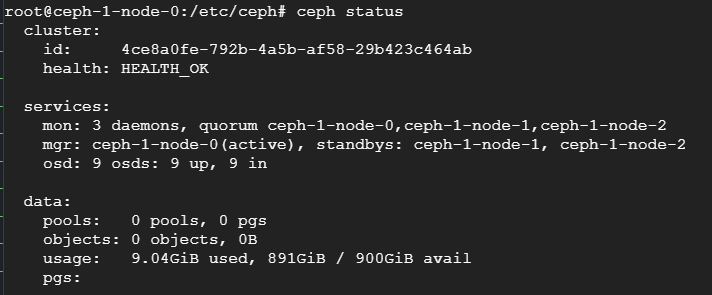 root@ceph-1-node-0:/etc/ceph# ceph status
cluster:
id: 4ce8a0fe-792b-4a5b-af58-29b423c464ab
health: HEALTH_OK
services:
mon: 3 daemons, quorum ceph-1-node-0,ceph-1-node-1,ceph-1-node-2
mgr: ceph-1-node-0(active), standbys: ceph-1-node-1, ceph-1-node-2
osd: 9 osds: 9 up, 9 in
data:
pools: 0 pools, 0 pgs
objects: 0 objects, 0B
usage: 9.04GiB used, 891GiB / 900GiB avail
pgs: